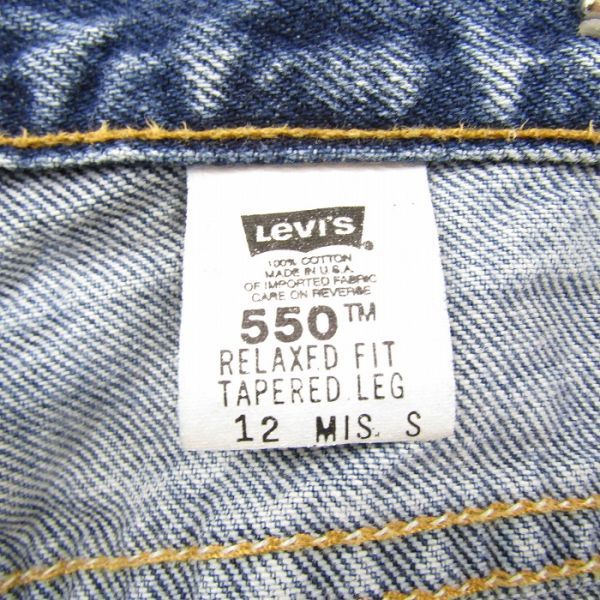 LEVI'S
100% COTTON
MADE IN U.S.A.
OF IMPORTED FABRIC
CARE ON REVERSE
550™
RELAXED FIT
TAPERED LEG
12 MIS. S